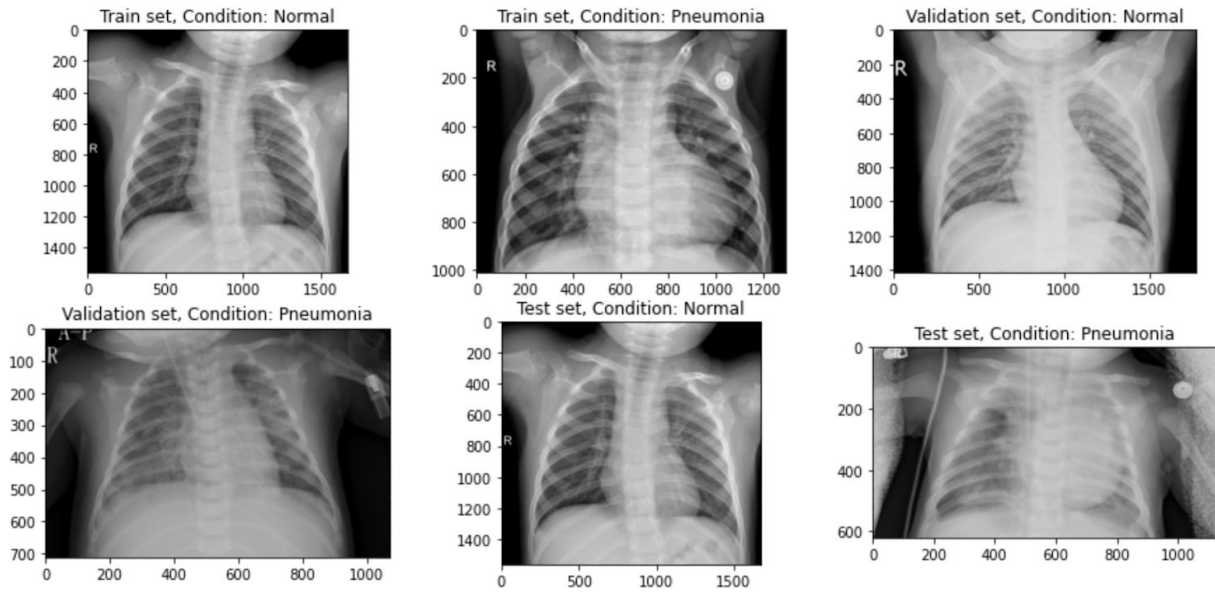 Train set, Condition: Normal
0
200
400
600
800
1000
1200
1400
R
0 500 1000 1500
Train set, Condition: Pneumonia
0
200
400
600
800
1000
R
0 200 400 600 800 1000 1200
Validation set, Condition: Normal
0
200
400
600
800
1000
1200
1400
R
0 500 1000 1500
Validation set, Condition: Pneumonia
0
100
200
300
400
500
600
700
A-P
R
0 200 400 600 800 1000
Test set, Condition: Normal
0
200
400
600
800
1000
1200
1400
R
0 500 1000 1500
Test set, Condition: Pneumonia
0
200
400
600
R
0 200 400 600 800 1000